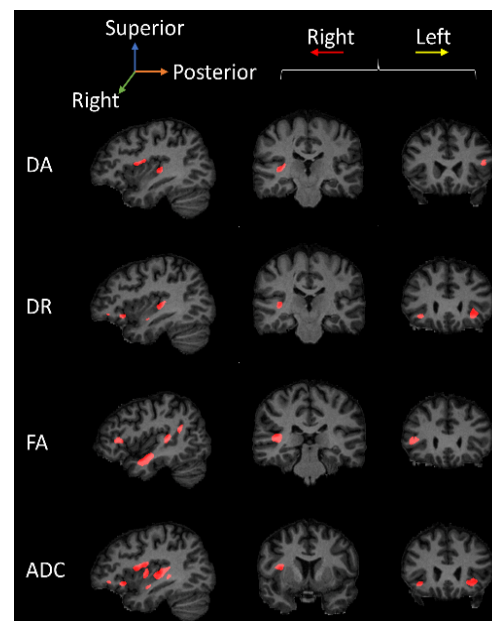 Superior
Posterior
Right
Right
Left
DA
DR
FA
ADC